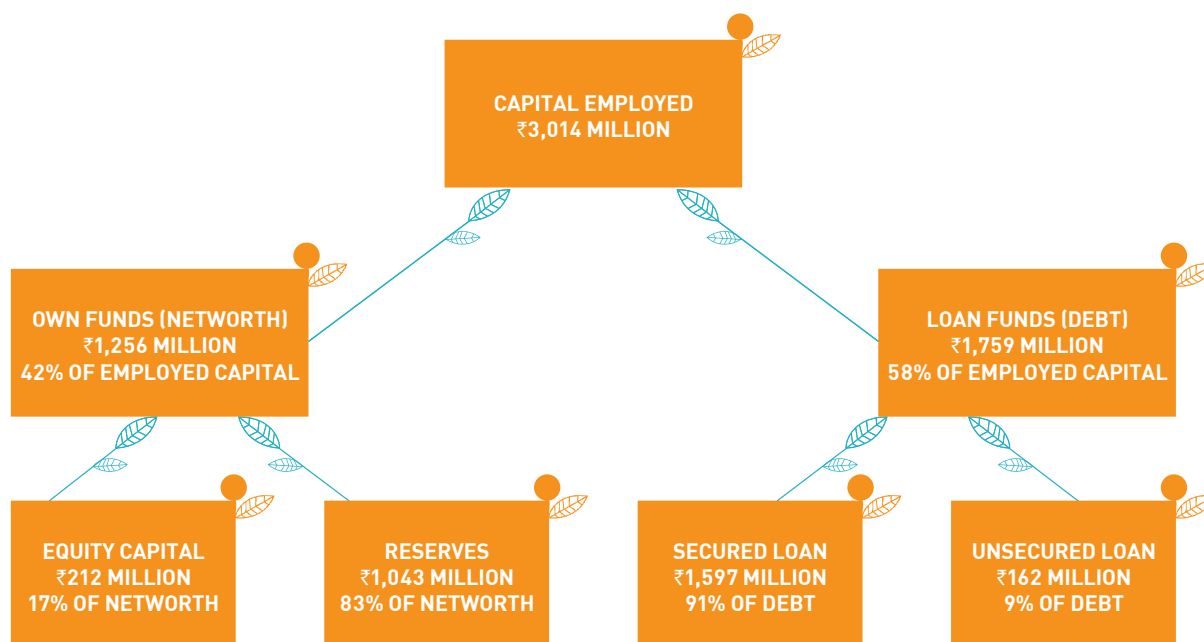 CAPITAL EMPLOYED
₹3,014 MILLION
OWN FUNDS (NETWORTH)
₹1,256 MILLION
42% OF EMPLOYED CAPITAL
LOAN FUNDS (DEBT)
₹1,759 MILLION
58% OF EMPLOYED CAPITAL
EQUITY CAPITAL
₹212 MILLION
17% OF NETWORTH
RESERVES
₹1,043 MILLION
83% OF NETWORTH
SECURED LOAN
₹1,597 MILLION
91% OF DEBT
UNSECURED LOAN
₹162 MILLION
9% OF DEBT